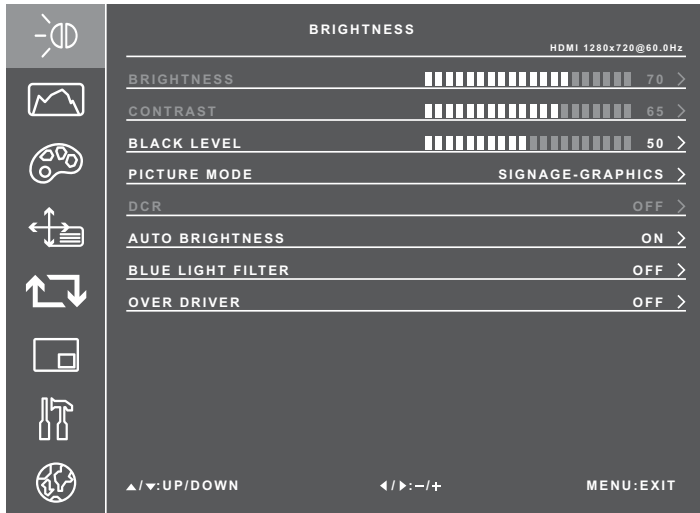 BRIGHTNESS
HDMI 1280x720@60.0Hz
BRIGHTNESS 70
CONTRAST 65
BLACK LEVEL 50
PICTURE MODE SIGNAGE-GRAPHICS
DCR OFF
AUTO BRIGHTNESS ON
BLUE LIGHT FILTER OFF
OVER DRIVER OFF
▲/▼:UP/DOWN ◀/▶:−/+ MENU:EXIT